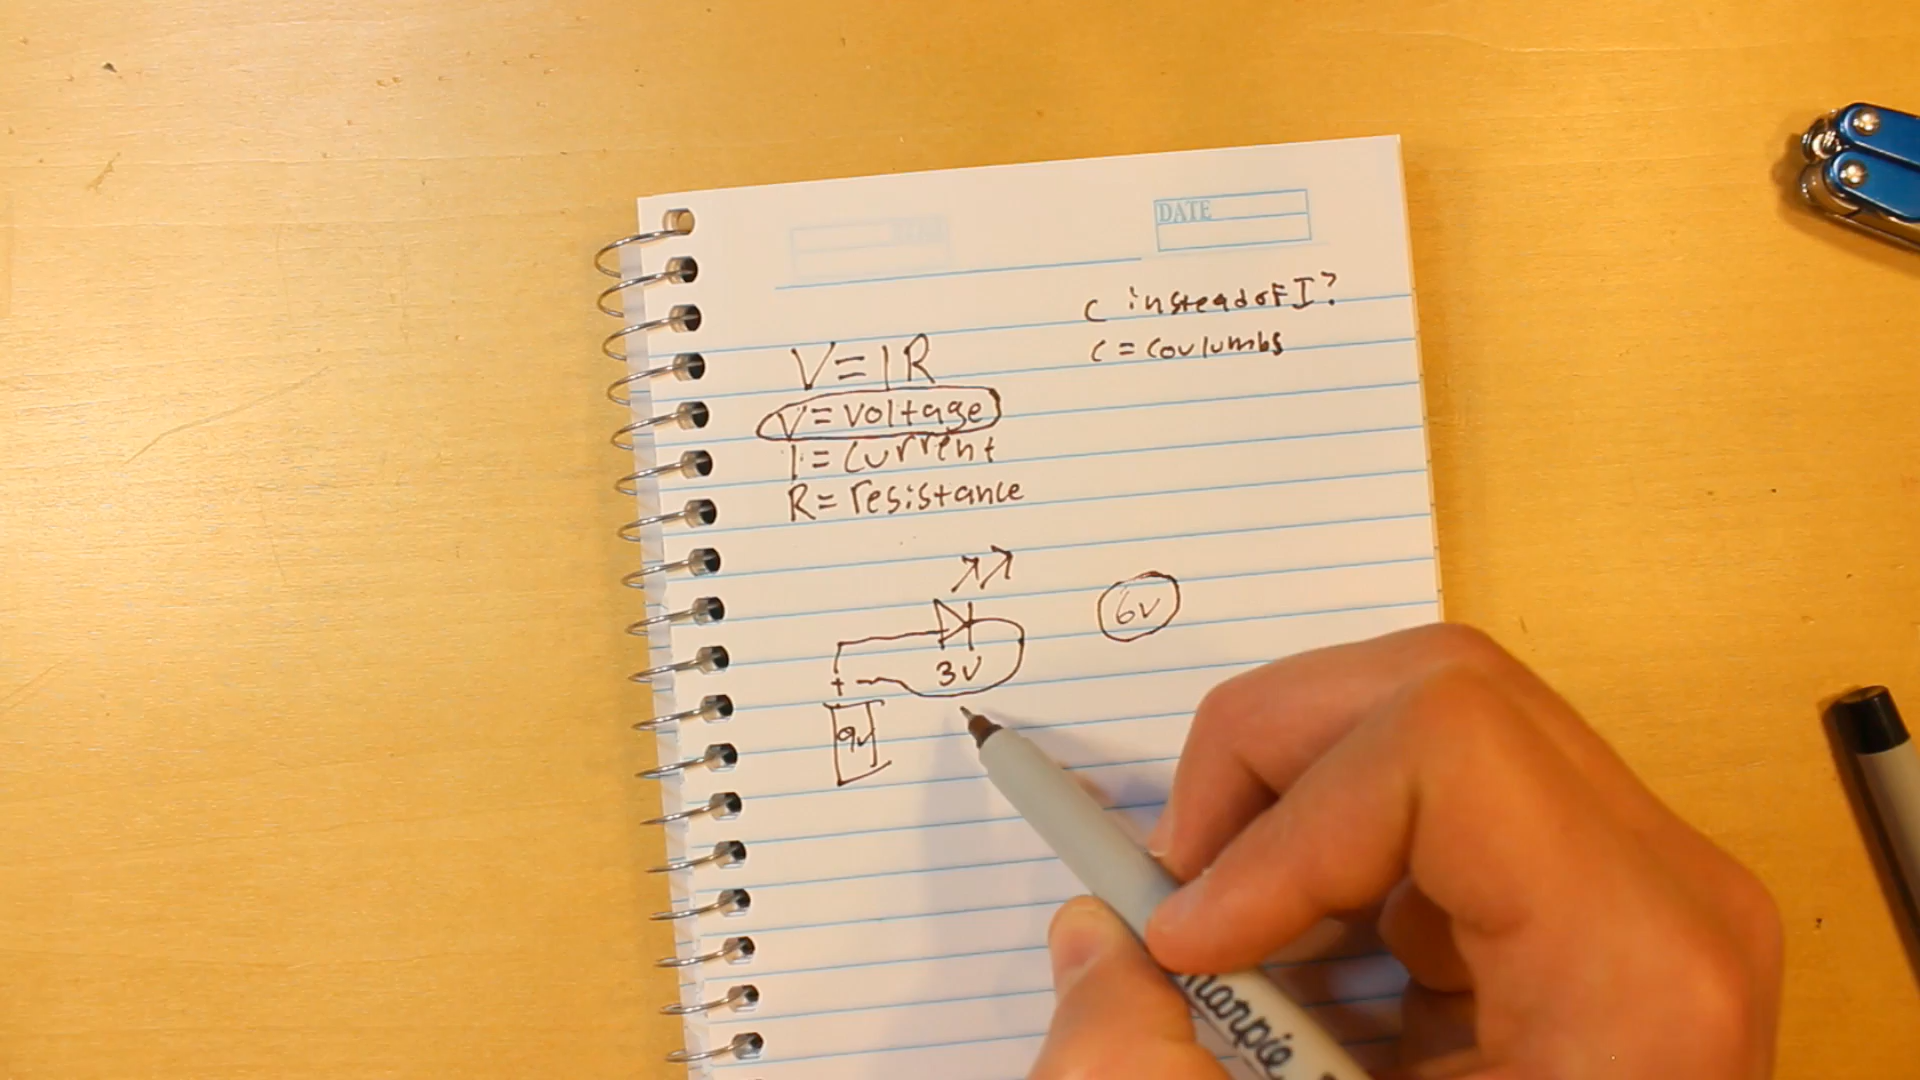 DATE
C instead of I?
C = Coulumbs
V=IR
V=voltage
I=current
R=resistance
6v
3V
+ -
9v
Sharpie